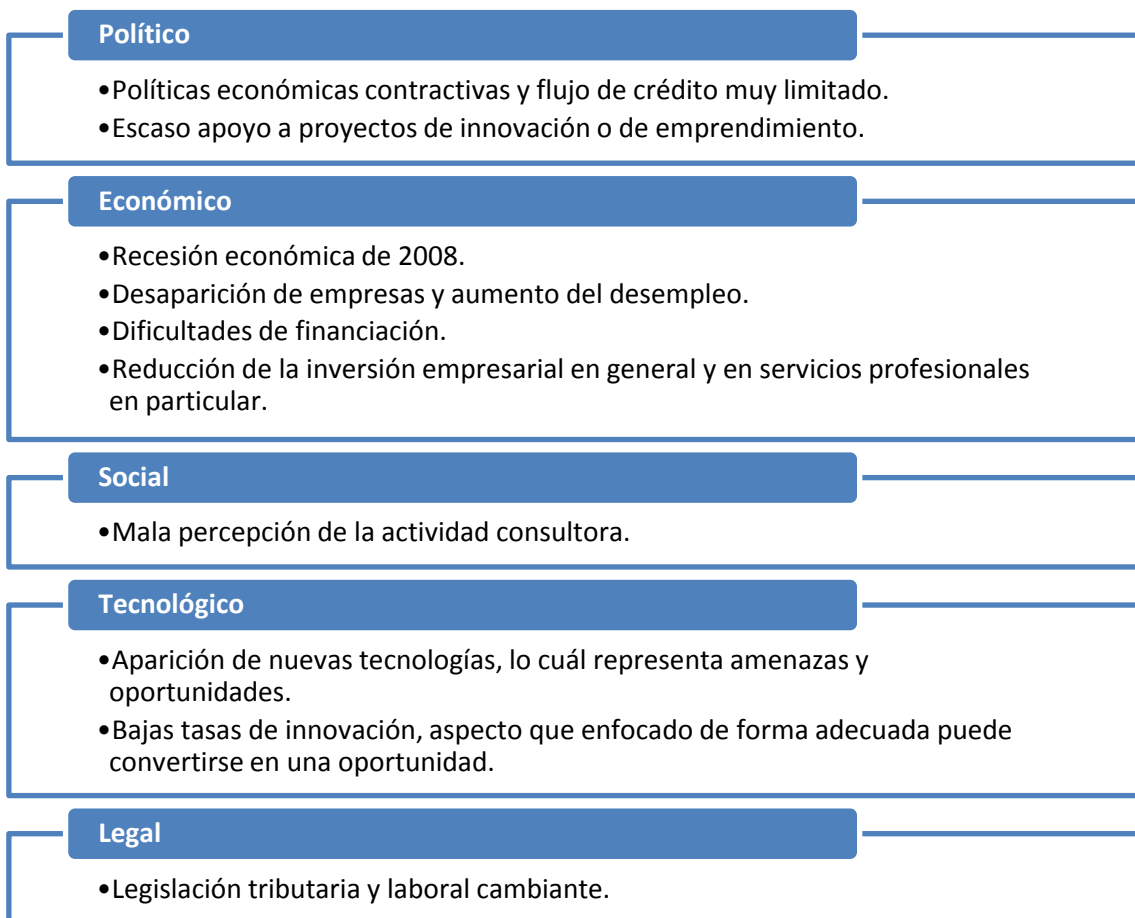 Político
•Políticas económicas contractivas y flujo de crédito muy limitado.
•Escaso apoyo a proyectos de innovación o de emprendimiento.
Económico
•Recesión económica de 2008.
•Desaparición de empresas y aumento del desempleo.
•Dificultades de financiación.
•Reducción de la inversión empresarial en general y en servicios profesionales
en particular.
Social
•Mala percepción de la actividad consultora.
Tecnológico
•Aparición de nuevas tecnologías, lo cuál representa amenazas y
oportunidades.
•Bajas tasas de innovación, aspecto que enfocado de forma adecuada puede
convertirse en una oportunidad.
Legal
•Legislación tributaria y laboral cambiante.